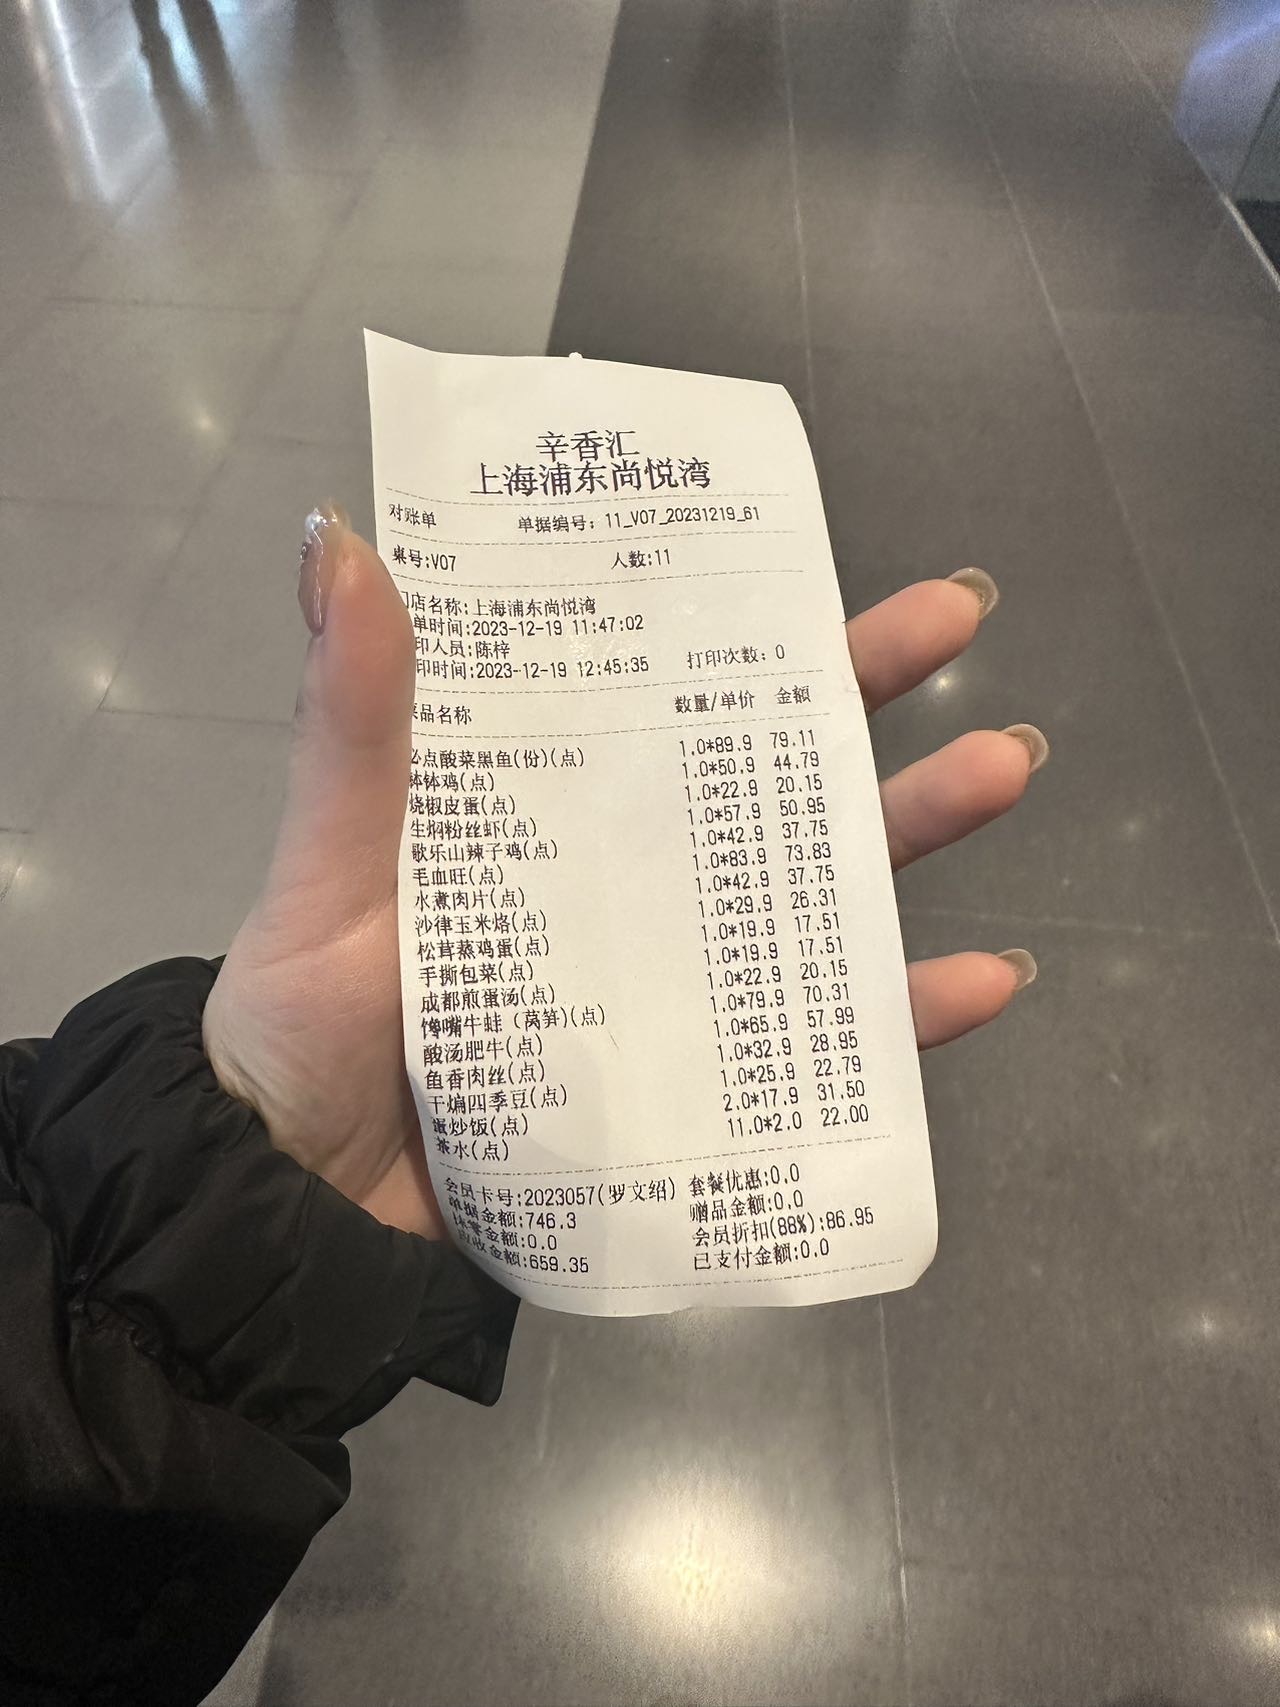 辛香汇
上海浦东尚悦湾
对账单 单据编号: 11_V07_20231219_61
桌号:V07 人数:11
店名称:上海浦东尚悦湾
单时间:2023-12-19 11:47:02
印人员:陈梓
印时间:2023-12-19 12:45:35 打印次数: 0
菜品名称 数量/单价 金额
必点酸菜黑鱼(份)(点) 1.0*89.9 79.11
钵钵鸡(点) 1.0*50.9 44.79
烧椒皮蛋(点) 1.0*22.9 20.15
生焖粉丝虾(点) 1.0*57.9 50.95
歌乐山辣子鸡(点) 1.0*42.9 37.75
毛血旺(点) 1.0*83.9 73.83
水煮肉片(点) 1.0*42.9 37.75
沙律玉米烙(点) 1.0*29.9 26.31
松茸蒸鸡蛋(点) 1.0*19.9 17.51
手撕包菜(点) 1.0*19.9 17.51
成都煎蛋汤(点) 1.0*22.9 20.15
馋嘴牛蛙 (莴笋)(点) 1.0*79.9 70.31
酸汤肥牛(点) 1.0*65.9 57.99
鱼香肉丝(点) 1.0*32.9 28.95
干煸四季豆(点) 1.0*25.9 22.79
蛋炒饭(点) 2.0*17.9 31.50
茶水(点) 11.0*2.0 22.00
会员卡号:2023057(罗文绍) 套餐优惠:0.0
单据金额:746.3 赠品金额:0.0
抹零金额:0.0 会员折扣(88%):86.95
应收金额:659.35 已支付金额:0.0